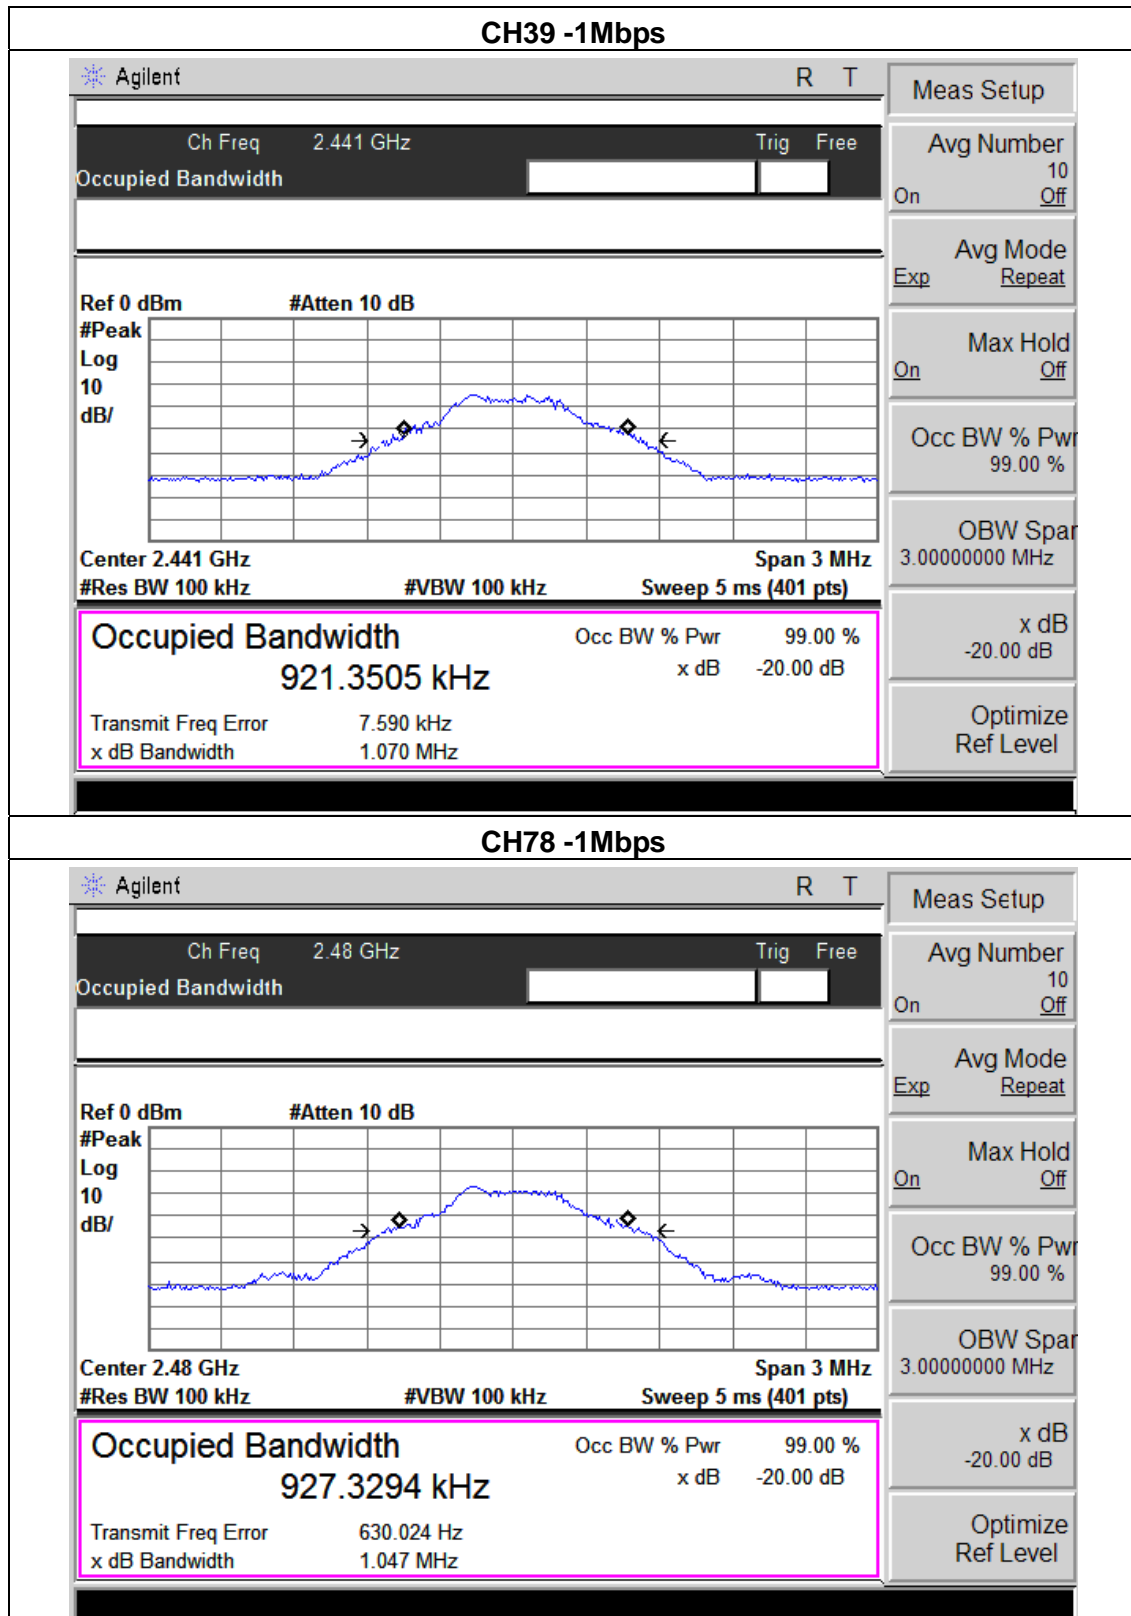 CH39 -1Mbps
Agilent R T
Meas Setup
Ch Freq 2.441 GHz Trig Free
Occupied Bandwidth
Avg Number
10
On Off
Avg Mode
Exp Repeat
Max Hold
On Off
Occ BW % Pwr
99.00 %
OBW Span
3.00000000 MHz
x dB
-20.00 dB
Optimize
Ref Level
Ref 0 dBm #Atten 10 dB
#Peak
Log
10
dB/
Center 2.441 GHz Span 3 MHz
#Res BW 100 kHz #VBW 100 kHz Sweep 5 ms (401 pts)
Occupied Bandwidth Occ BW % Pwr 99.00 %
921.3505 kHz x dB -20.00 dB
Transmit Freq Error 7.590 kHz
x dB Bandwidth 1.070 MHz
CH78 -1Mbps
Agilent R T
Meas Setup
Ch Freq 2.48 GHz Trig Free
Occupied Bandwidth
Avg Number
10
On Off
Avg Mode
Exp Repeat
Max Hold
On Off
Occ BW % Pwr
99.00 %
OBW Span
3.00000000 MHz
x dB
-20.00 dB
Optimize
Ref Level
Ref 0 dBm #Atten 10 dB
#Peak
Log
10
dB/
Center 2.48 GHz Span 3 MHz
#Res BW 100 kHz #VBW 100 kHz Sweep 5 ms (401 pts)
Occupied Bandwidth Occ BW % Pwr 99.00 %
927.3294 kHz x dB -20.00 dB
Transmit Freq Error 630.024 Hz
x dB Bandwidth 1.047 MHz